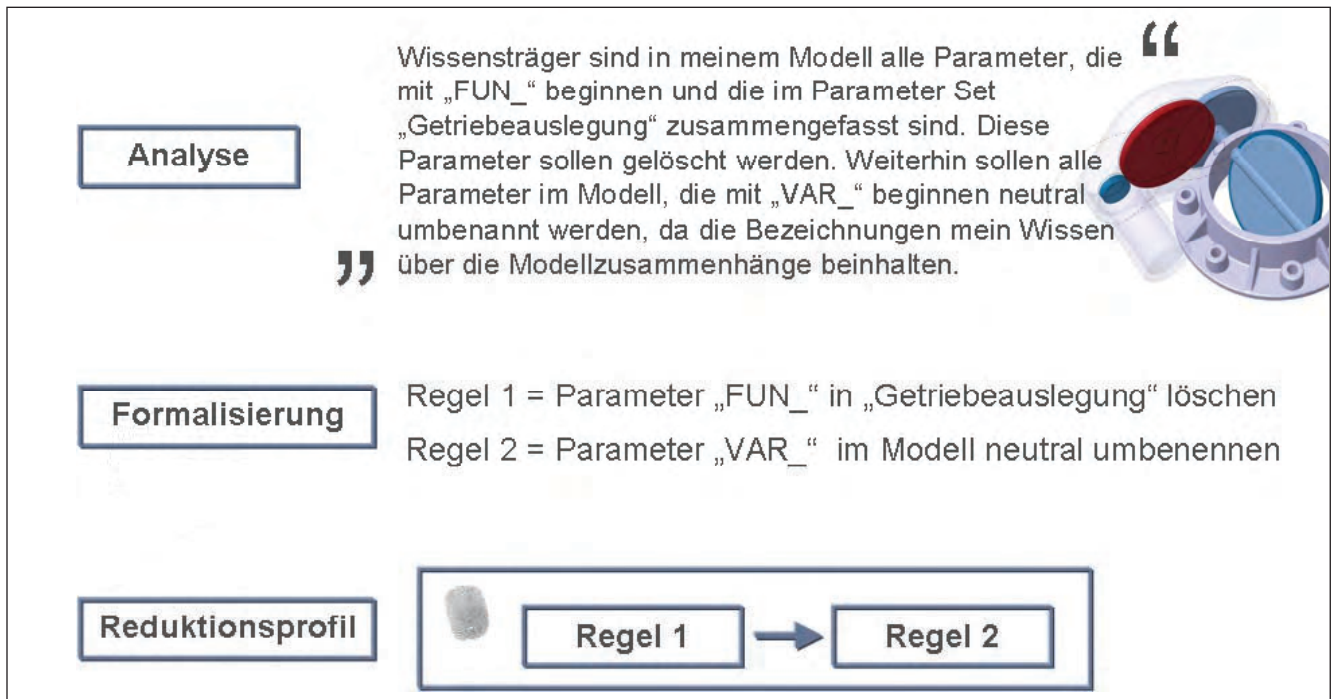 Wissensträger sind in meinem Modell alle Parameter, die “
mit „FUN_“ beginnen und die im Parameter Set
„Getriebeauslegung“ zusammengefasst sind. Diese
Analyse
Parameter sollen gelöscht werden. Weiterhin sollen alle
Parameter im Modell, die mit „VAR_“ beginnen neutral
umbenannt werden, da die Bezeichnungen mein Wissen
” über die Modellzusammenhänge beinhalten.
Formalisierung
Regel 1 = Parameter „FUN_“ in „Getriebeauslegung“ löschen
Regel 2 = Parameter „VAR_“ im Modell neutral umbenennen
Reduktionsprofil
Regel 1
Regel 2